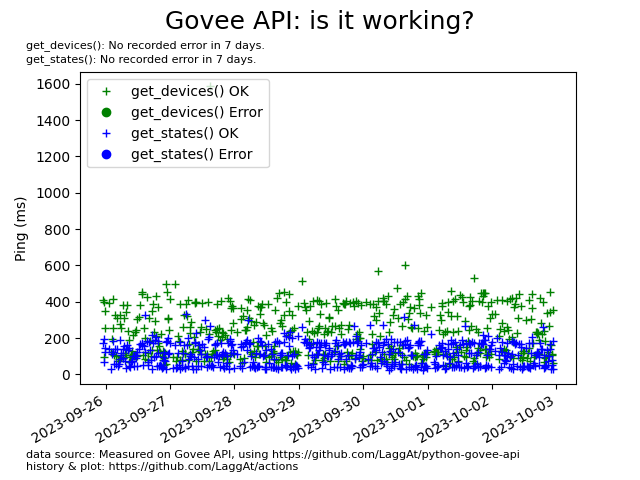 Govee API: is it working?
get_devices(): No recorded error in 7 days.
get_states(): No recorded error in 7 days.
get_devices() OK
get_devices() Error
get_states() OK
get_states() Error
Ping (ms)
1600
1400
1200
1000
800
600
400
200
0
2023-09-26
2023-09-27
2023-09-28
2023-09-29
2023-09-30
2023-10-01
2023-10-02
2023-10-03
data source: Measured on Govee API, using https://github.com/LaggAt/python-govee-api
history & plot: https://github.com/LaggAt/actions